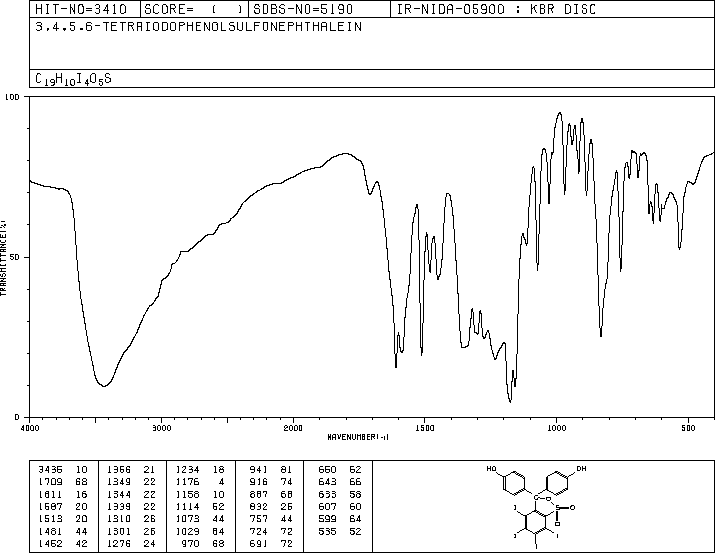 HIT-NO=3410 SCORE= ( ) SDBS-NO=5190 IR-NIDA-05900 : KBR DISC
3.4.5.6-TETRAIODOPHENOLSULFONEPHTHALEIN
C19H10I4O5S
100
50
0
TRANSMITTANCE(%)
4000 3000 2000 1500 1000 500
WAVENUMBER(-1)
3435 10 1366 21 1234 18 941 81 650 52
1709 68 1349 22 1176 4 916 74 643 66
1611 16 1344 22 1158 10 887 68 633 58
1587 20 1339 22 1114 52 832 25 607 60
1513 20 1310 26 1073 44 757 44 599 64
1481 44 1301 26 1029 84 724 72 535 52
1452 42 1276 24 970 68 691 72
HO OH
O
S O
O
I I
I I